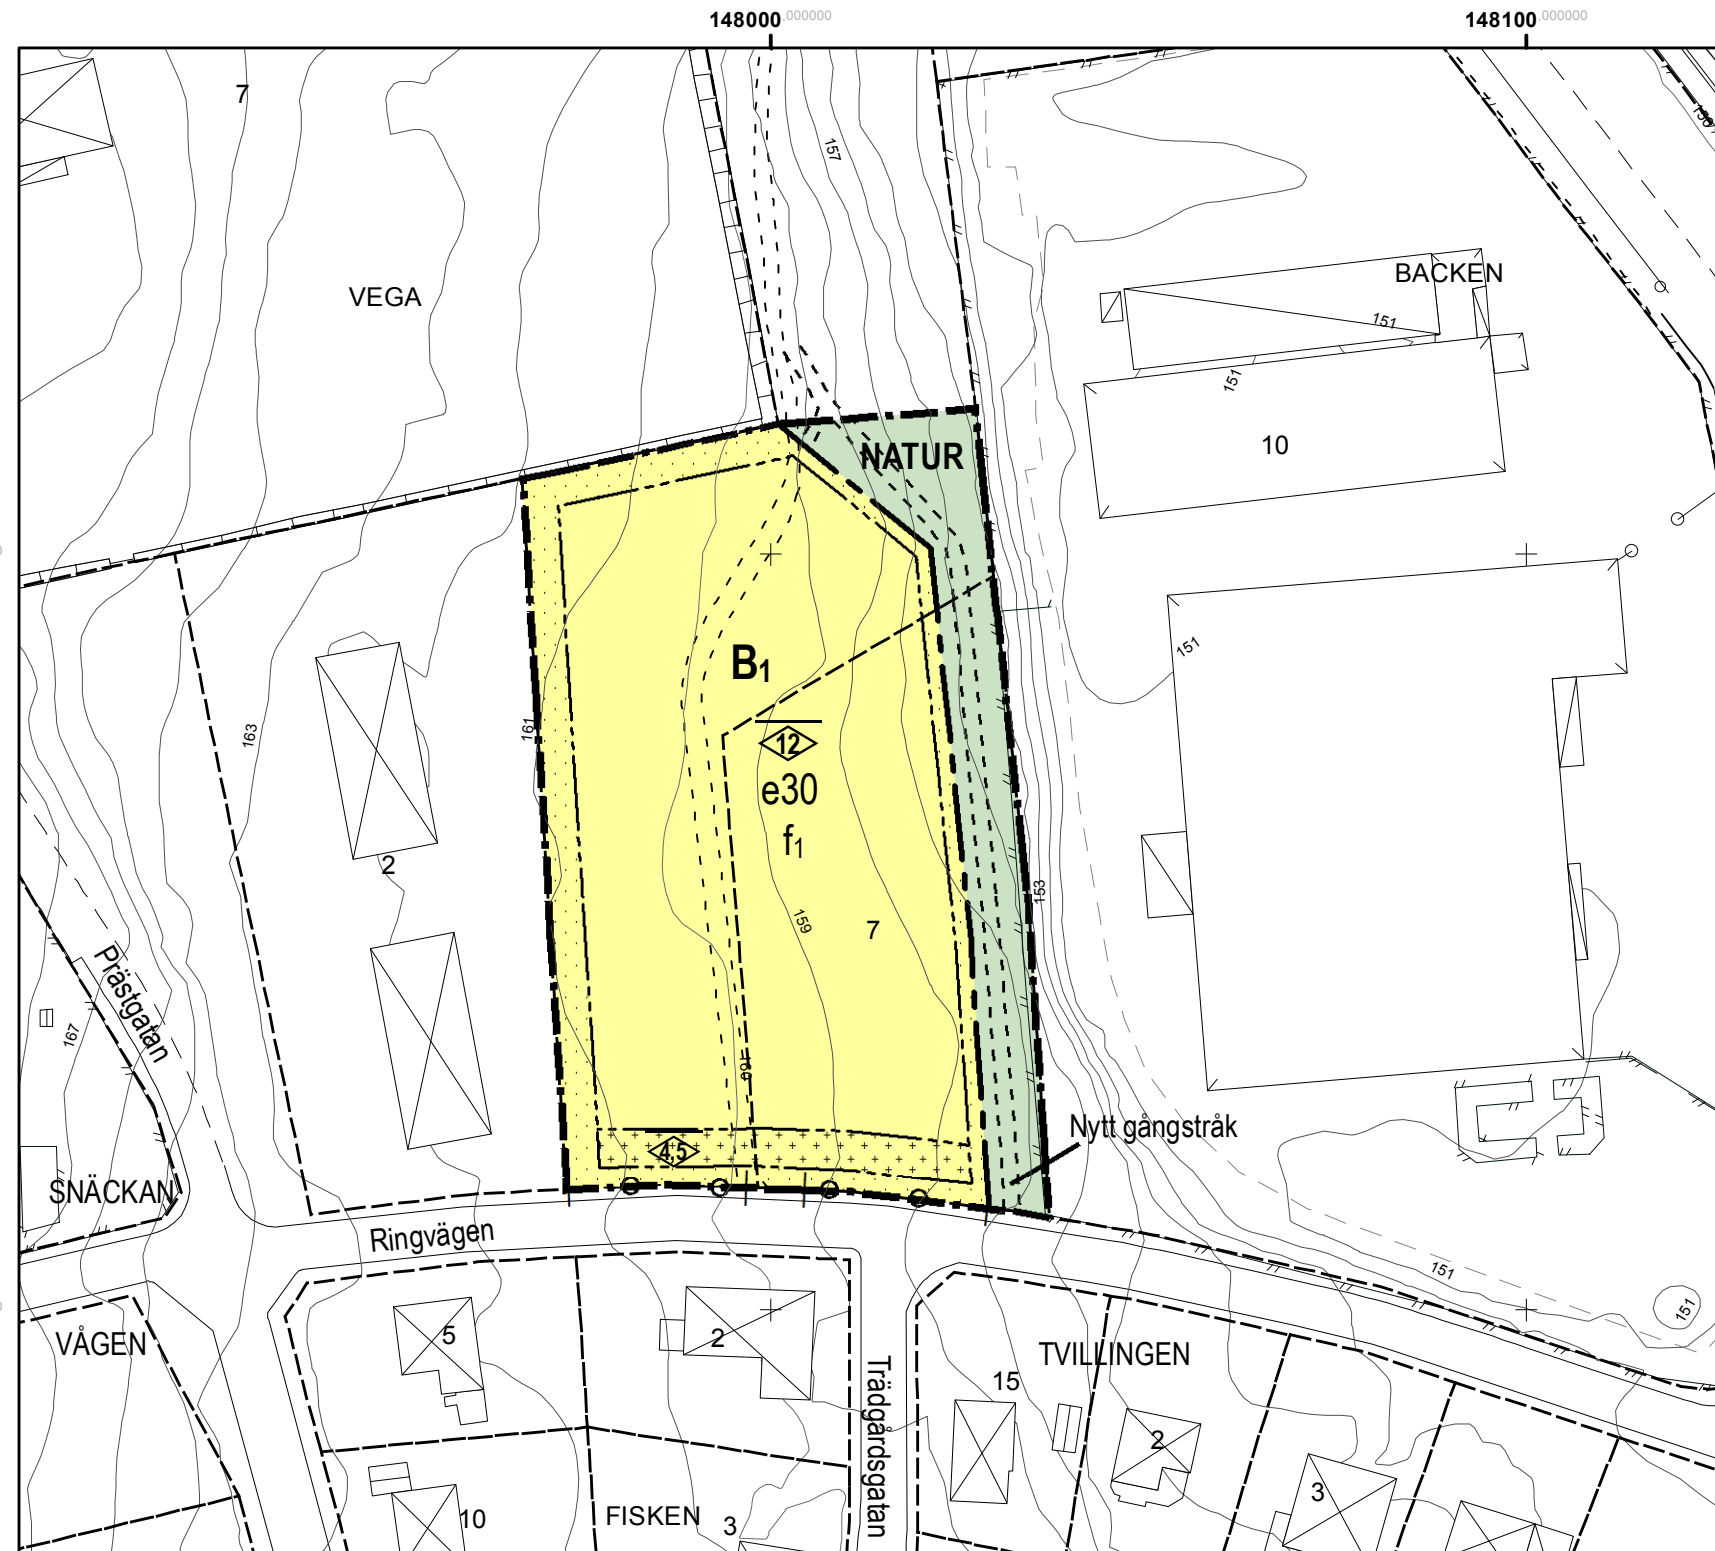 148000,000000
148100,000000
7
157
150
VEGA
BACKEN
151
151
10
NATUR
151
B1
163
161
12
e30
f1
2
153
159
7
Prästgatan
167
160
Nytt gångstråk
4,5
SNÄCKAN
Ringvägen
151
151
VÅGEN
5
2
TVILLINGEN
15
Trädgårdsgatan
2
3
10
FISKEN
3